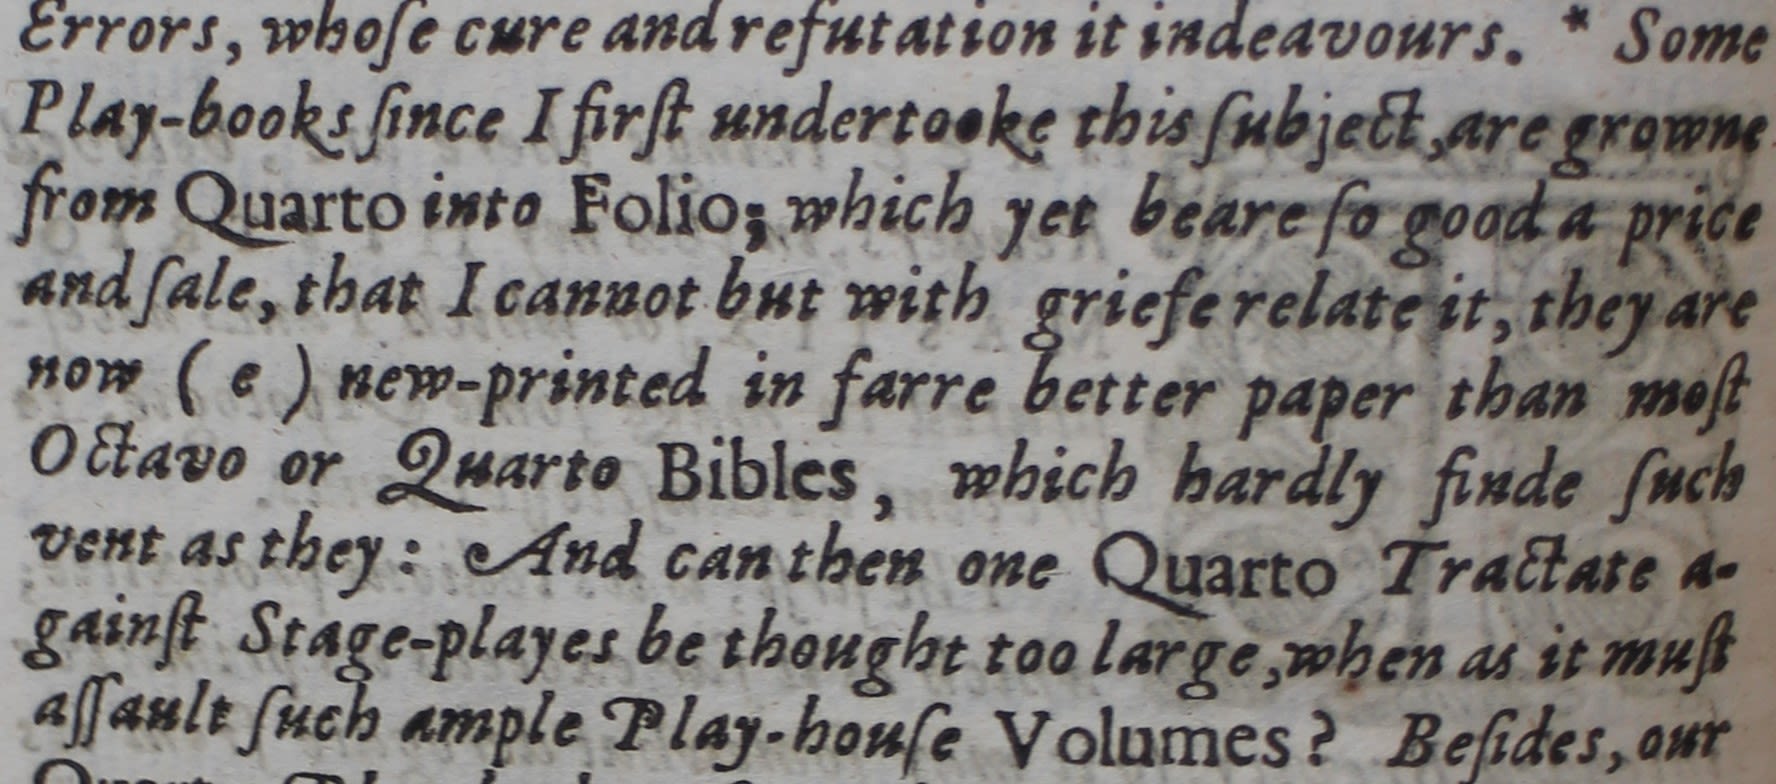 Errors, whoſe cure and refutation it indeavours. * Some
Play-books ſince I firſt undertooke this ſubject, are growne
from Quarto into Folio; which yet beare ſo good a price
and ſale, that I cannot but with griefe relate it, they are
now ( e ) new-printed in farre better paper than moſt
Octavo or Quarto Bibles, which hardly finde ſuch
vent as they: And can then one Quarto Tractate a-
gainſt Stage-playes be thought too large, when as it muſt
aſſault ſuch ample Play-houſe Volumes? Beſides, our